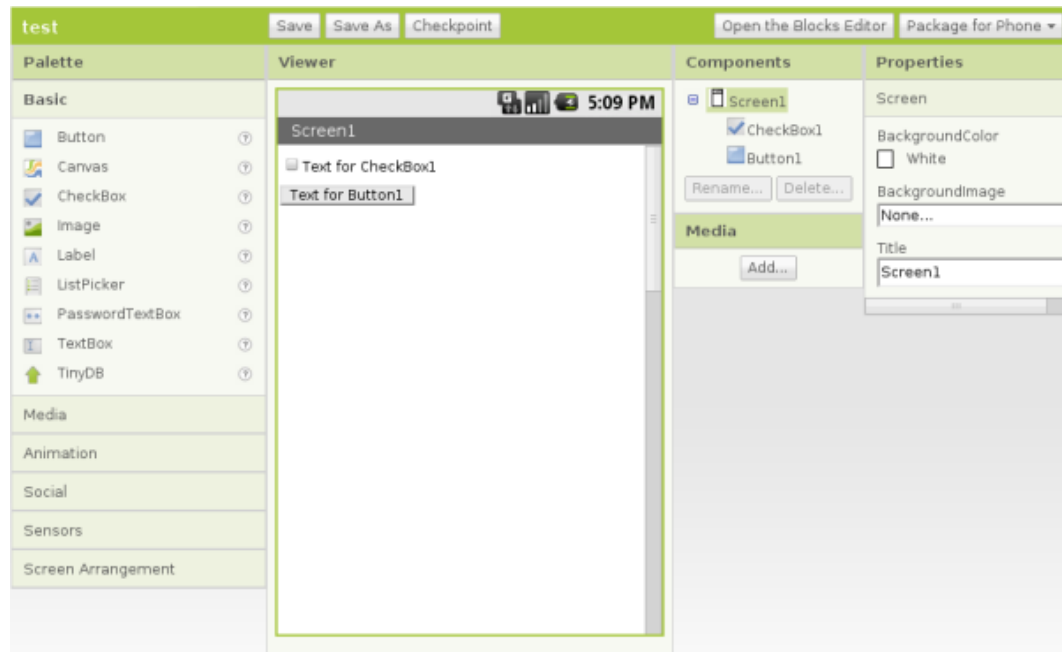 test
Save
Save As
Checkpoint
Open the Blocks Editor
Package for Phone
Palette
Basic
Button
Canvas
CheckBox
Image
Label
ListPicker
PasswordTextBox
TextBox
TinyDB
Media
Animation
Social
Sensors
Screen Arrangement
Viewer
5:09 PM
Screen1
Text for CheckBox1
Text for Button1
Components
Screen1
CheckBox1
Button1
Rename...
Delete...
Media
Add...
Properties
Screen
BackgroundColor
White
BackgroundImage
None...
Title
Screen1